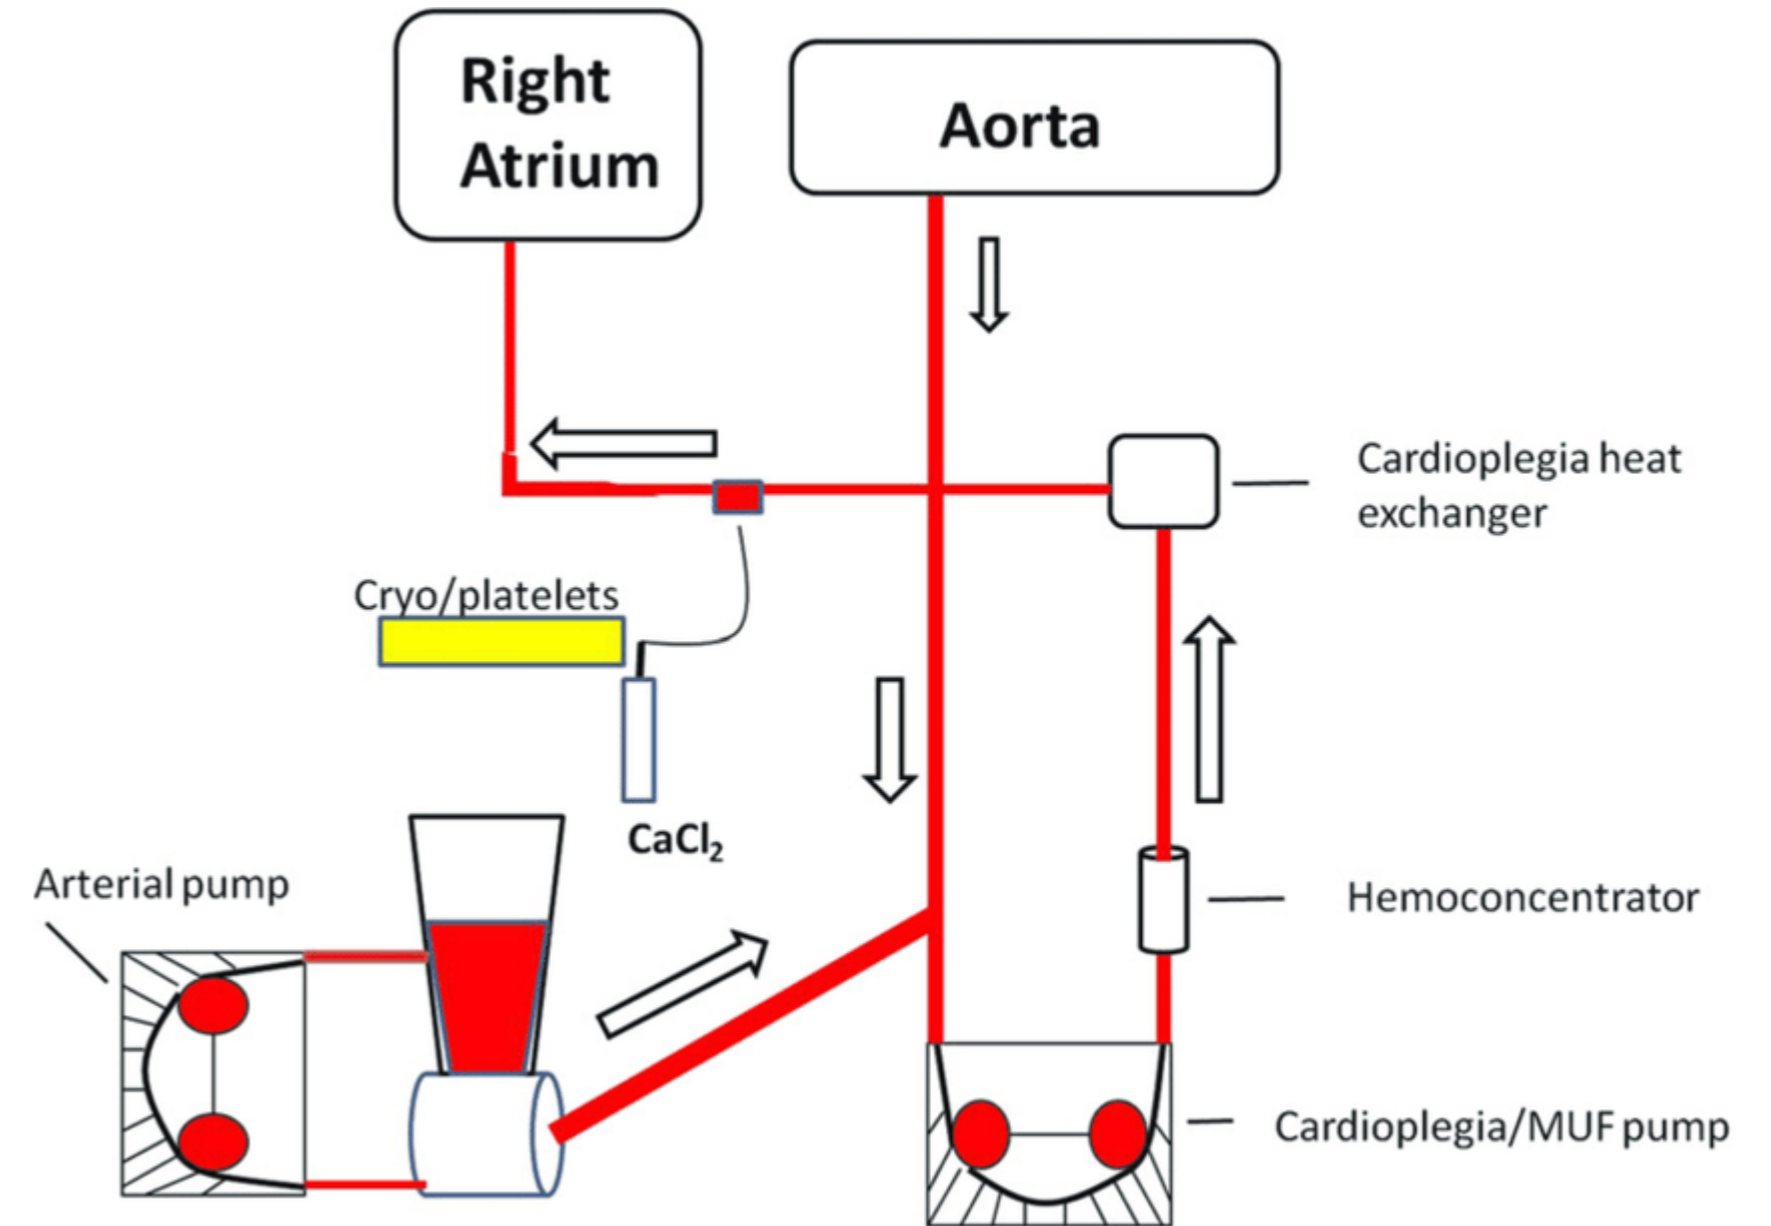 Right
Atrium
Aorta
Cardioplegia heat
exchanger
Cryo/platelets
CaCl₂
Arterial pump
Hemoconcentrator
Cardioplegia/MUF pump